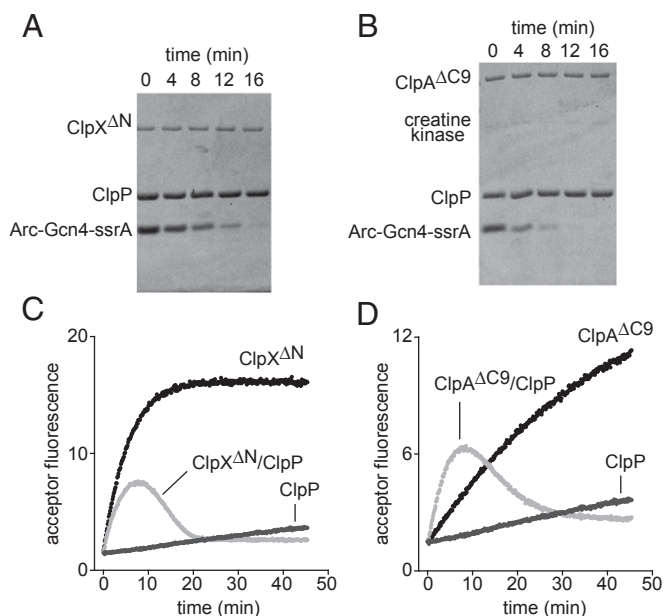 A
time (min)
0 4 8 12 16
ClpX^ΔN
ClpP
Arc-Gcn4-ssrA
B
time (min)
0 4 8 12 16
ClpA^ΔC9
creatine
kinase
ClpP
Arc-Gcn4-ssrA
C
20
15
10
5
0
acceptor fluorescence
ClpX^ΔN
ClpX^ΔN/ClpP
ClpP
0 10 20 30 40 50
time (min)
D
12
6
0
acceptor fluorescence
ClpA^ΔC9
ClpA^ΔC9/ClpP
ClpP
0 10 20 30 40 50
time (min)